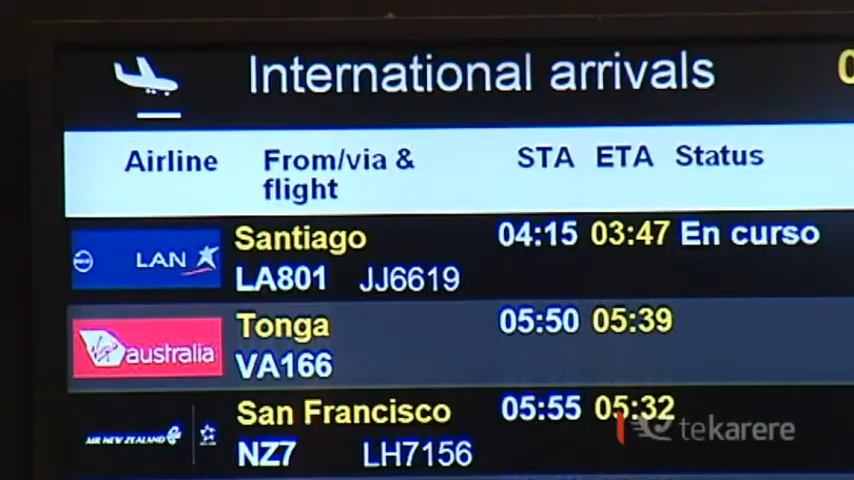 International arrivals 0
Airline From/via & flight STA ETA Status
LAN Santiago 04:15 03:47 En curso
LA801 JJ6619
Virgin australia Tonga 05:50 05:39
VA166
San Francisco 05:55 05:32
AIR NEW ZEALAND NZ7 LH7156
tekarere